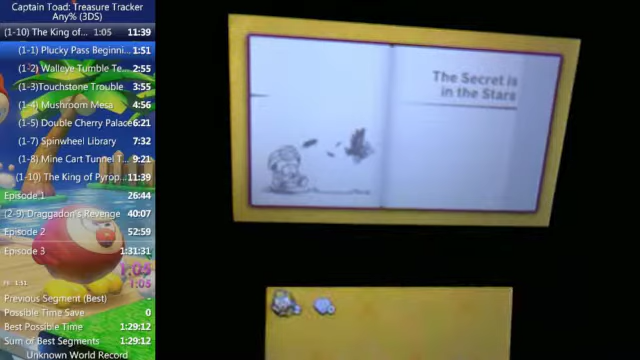 Captain Toad: Treasure Tracker
Any% (3DS)
(1-10) The King of... 1:05 11:39
(1-1) Plucky Pass Beginni... 1:51
(1-2) Walleye Tumble Te... 2:55
(1-3)Touchstone Trouble 3:55
(1-4) Mushroom Mesa 4:56
(1-5) Double Cherry Palace 6:21
(1-7) Spinwheel Library 7:32
(1-8) Mine Cart Tunnel T... 9:21
(1-10) The King of Pyrop... 11:39
Episode 1 26:44
(2-9) Draggadon's Revenge 40:07
Episode 2 52:59
Episode 3 1:31:31
1:05
1:05
PB: 1:31
Previous Segment (Best) -
Possible Time Save 0
Best Possible Time 1:29:12
Sum of Best Segments 1:29:12
Unknown World Record
The Secret is
in the Stars